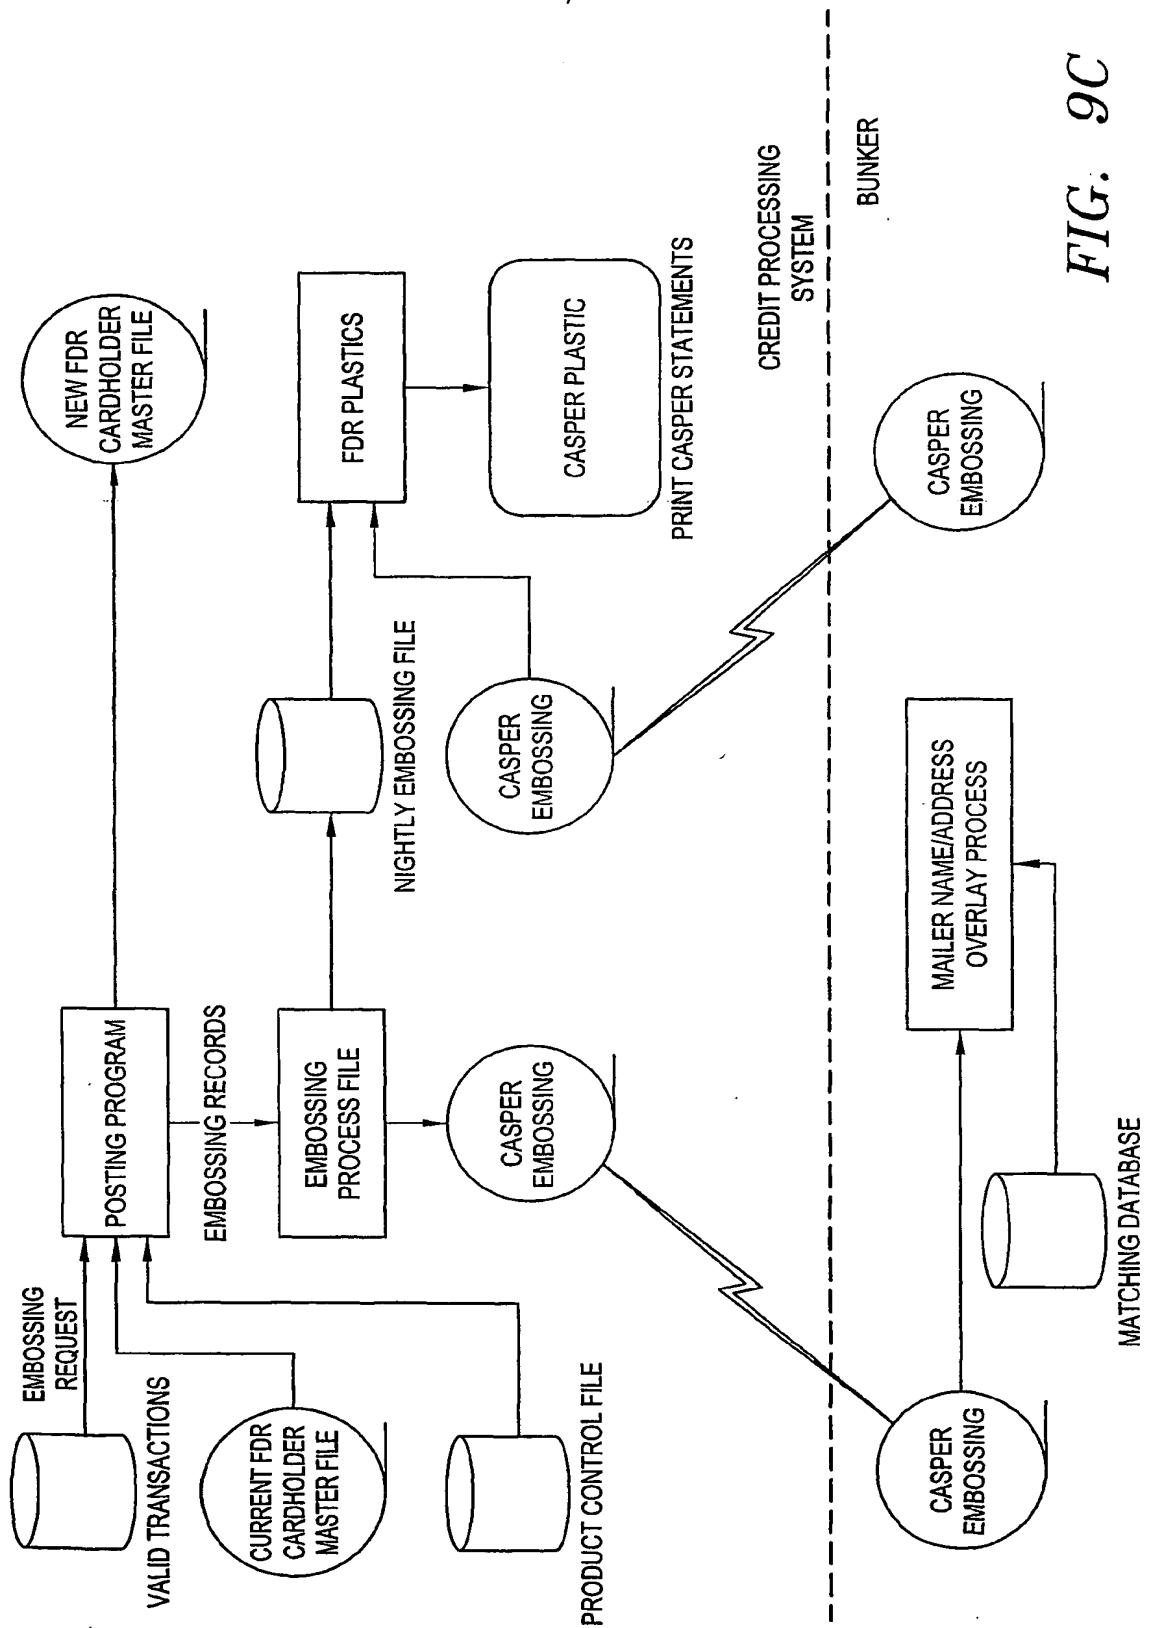 EMBOSSING
REQUEST
VALID TRANSACTIONS
CURRENT FDR
CARDHOLDER
MASTER FILE
PRODUCT CONTROL FILE
POSTING PROGRAM
EMBOSSING RECORDS
EMBOSSING
PROCESS FILE
CASPER
EMBOSSING
NEW FDR
CARDHOLDER
MASTER FILE
NIGHTLY EMBOSSING FILE
CASPER
EMBOSSING
FDR PLASTICS
CASPER PLASTIC
PRINT CASPER STATEMENTS
CREDIT PROCESSING
SYSTEM
BUNKER
CASPER
EMBOSSING
MATCHING DATABASE
MAILER NAME/ADDRESS
OVERLAY PROCESS
CASPER
EMBOSSING
FIG. 9C